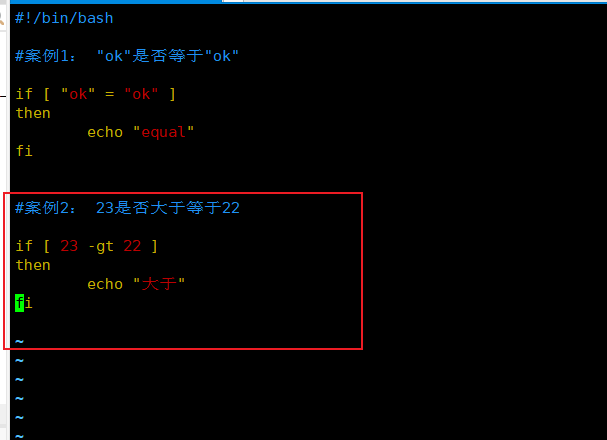 #!/bin/bash
#案例1： "ok"是否等于"ok"
if [ "ok" = "ok" ]
then
echo "equal"
fi
#案例2： 23是否大于等于22
if [ 23 -gt 22 ]
then
echo "大于"
fi
~
~
~
~
~
~